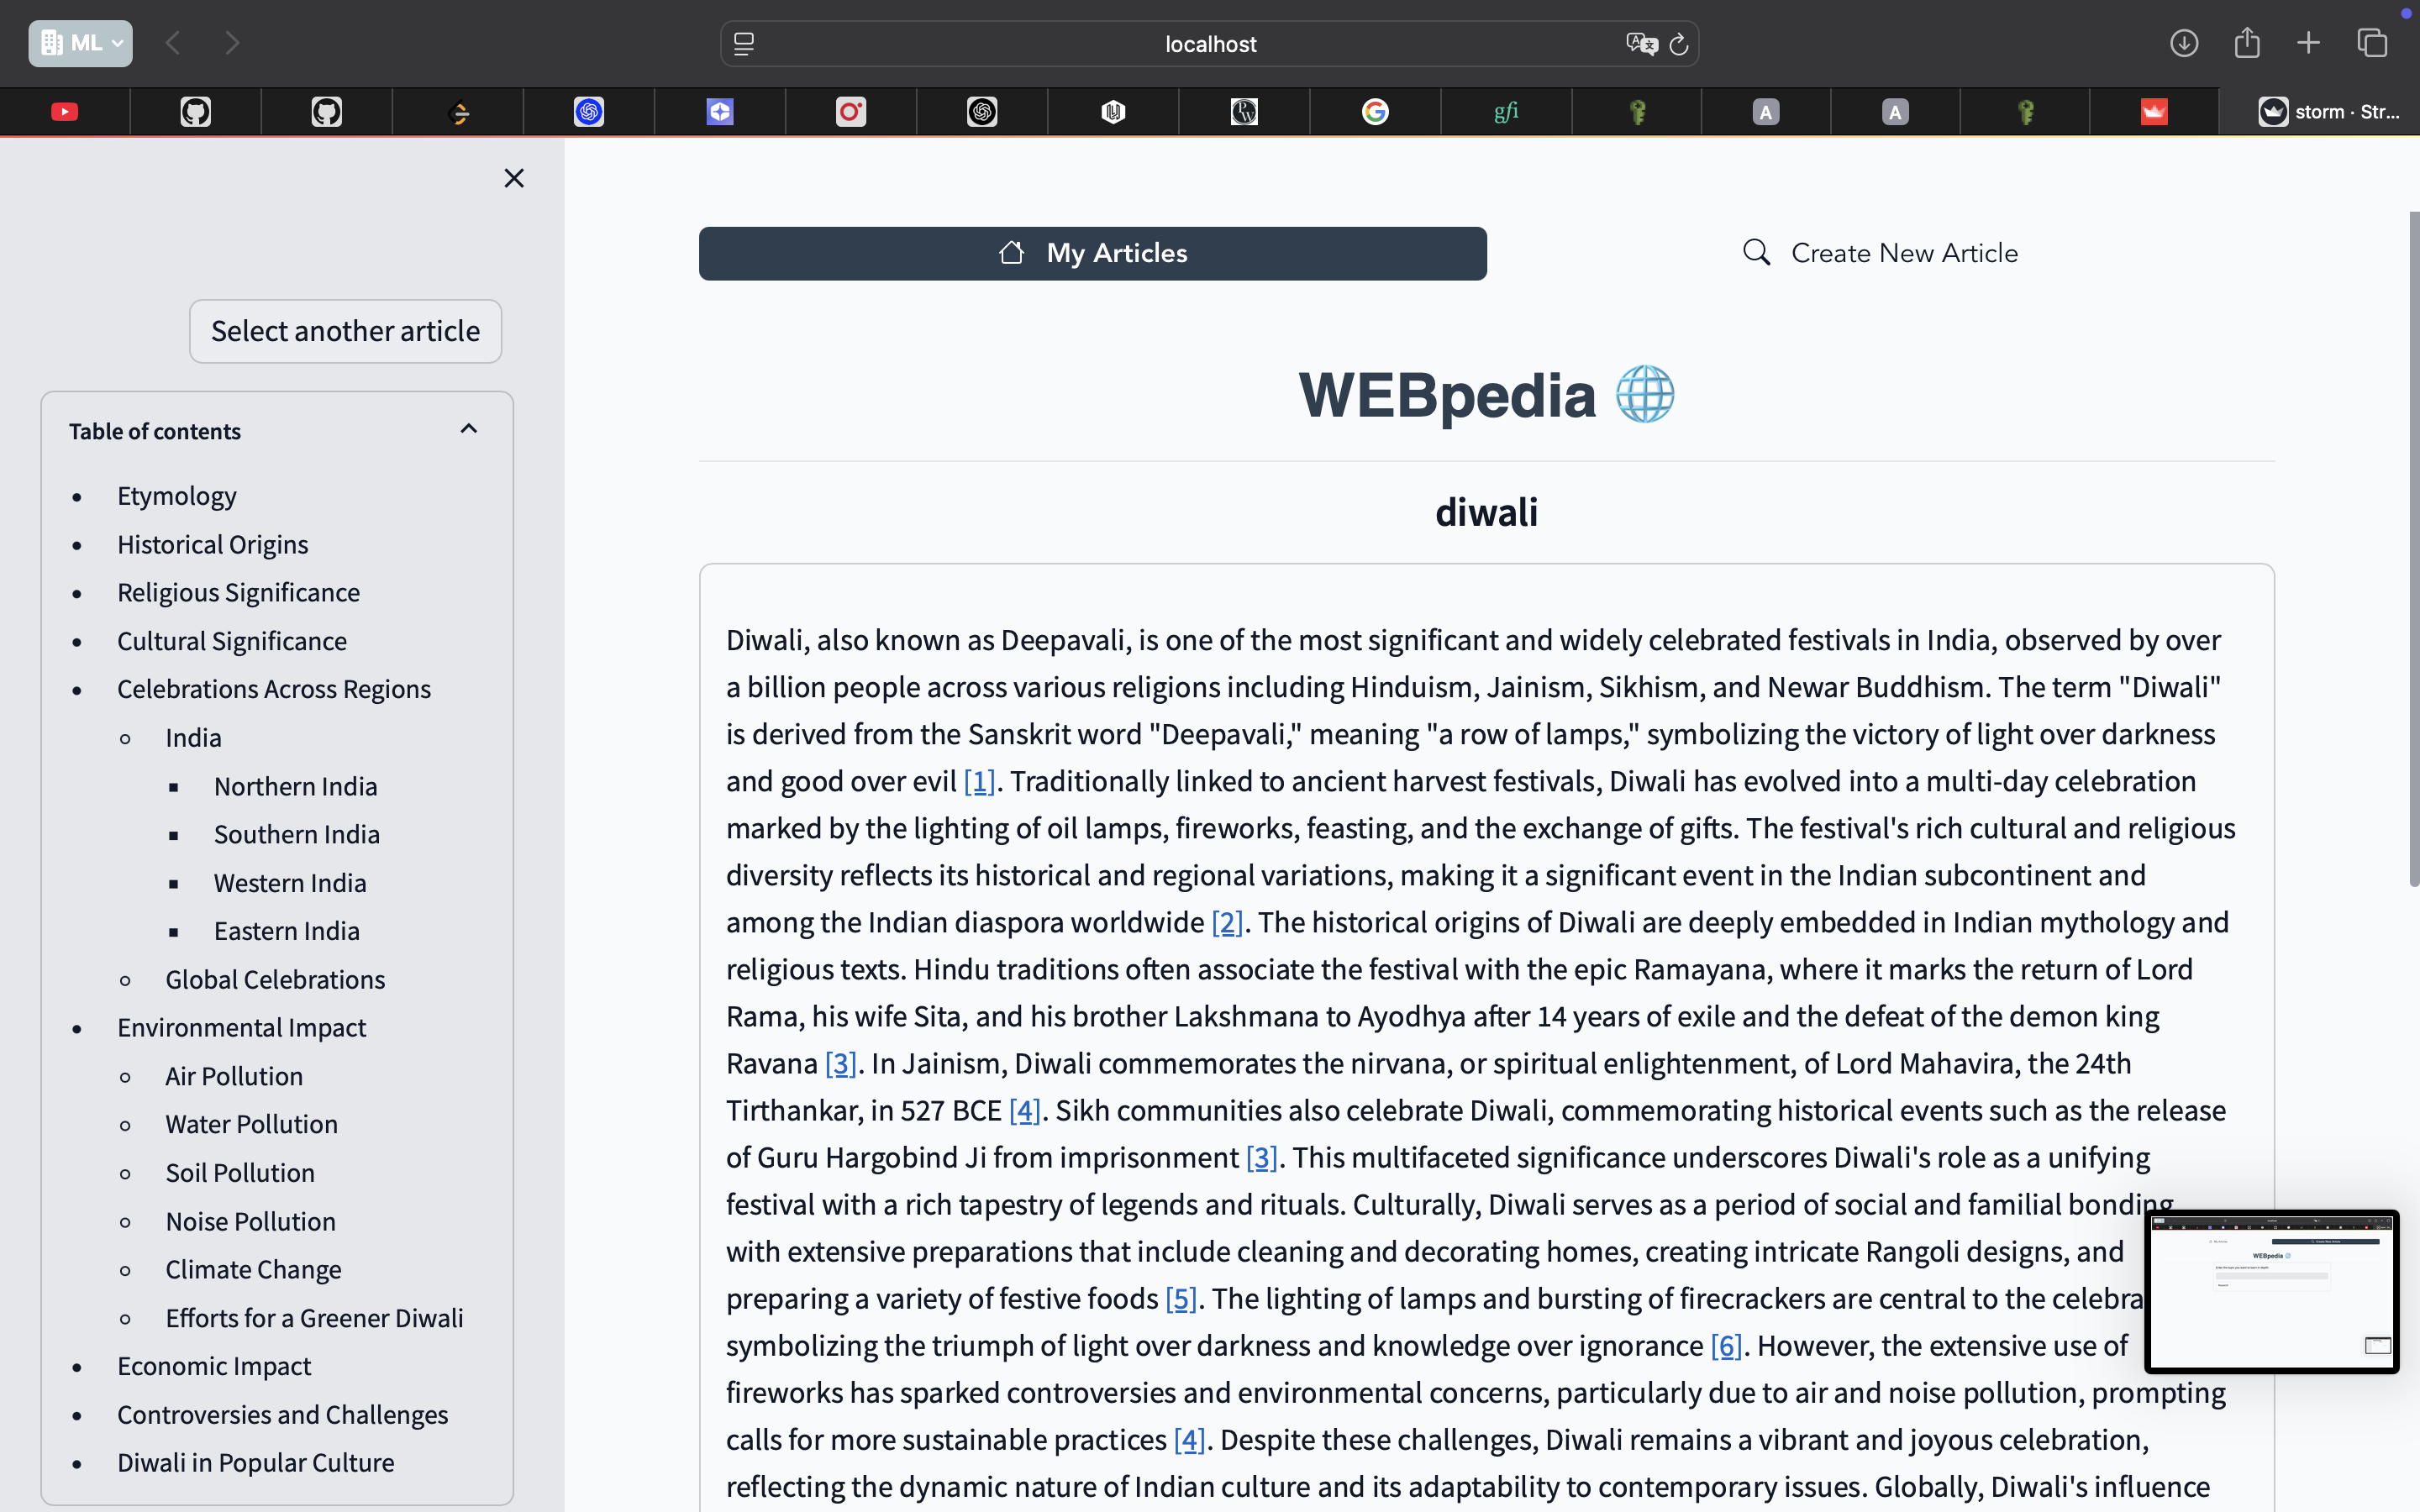 ML
localhost
gfi
A
A
storm · Str...
Select another article
Table of contents
Etymology
Historical Origins
Religious Significance
Cultural Significance
Celebrations Across Regions
India
Northern India
Southern India
Western India
Eastern India
Global Celebrations
Environmental Impact
Air Pollution
Water Pollution
Soil Pollution
Noise Pollution
Climate Change
Efforts for a Greener Diwali
Economic Impact
Controversies and Challenges
Diwali in Popular Culture
My Articles
Create New Article
WEBpedia
diwali
Diwali, also known as Deepavali, is one of the most significant and widely celebrated festivals in India, observed by over
a billion people across various religions including Hinduism, Jainism, Sikhism, and Newar Buddhism. The term "Diwali"
is derived from the Sanskrit word "Deepavali," meaning "a row of lamps," symbolizing the victory of light over darkness
and good over evil [1]. Traditionally linked to ancient harvest festivals, Diwali has evolved into a multi-day celebration
marked by the lighting of oil lamps, fireworks, feasting, and the exchange of gifts. The festival's rich cultural and religious
diversity reflects its historical and regional variations, making it a significant event in the Indian subcontinent and
among the Indian diaspora worldwide [2]. The historical origins of Diwali are deeply embedded in Indian mythology and
religious texts. Hindu traditions often associate the festival with the epic Ramayana, where it marks the return of Lord
Rama, his wife Sita, and his brother Lakshmana to Ayodhya after 14 years of exile and the defeat of the demon king
Ravana [3]. In Jainism, Diwali commemorates the nirvana, or spiritual enlightenment, of Lord Mahavira, the 24th
Tirthankar, in 527 BCE [4]. Sikh communities also celebrate Diwali, commemorating historical events such as the release
of Guru Hargobind Ji from imprisonment [3]. This multifaceted significance underscores Diwali's role as a unifying
festival with a rich tapestry of legends and rituals. Culturally, Diwali serves as a period of social and familial bonding
with extensive preparations that include cleaning and decorating homes, creating intricate Rangoli designs, and
preparing a variety of festive foods [5]. The lighting of lamps and bursting of firecrackers are central to the celebra
symbolizing the triumph of light over darkness and knowledge over ignorance [6]. However, the extensive use of
fireworks has sparked controversies and environmental concerns, particularly due to air and noise pollution, prompting
calls for more sustainable practices [4]. Despite these challenges, Diwali remains a vibrant and joyous celebration,
reflecting the dynamic nature of Indian culture and its adaptability to contemporary issues. Globally, Diwali's influence
WEBpedia